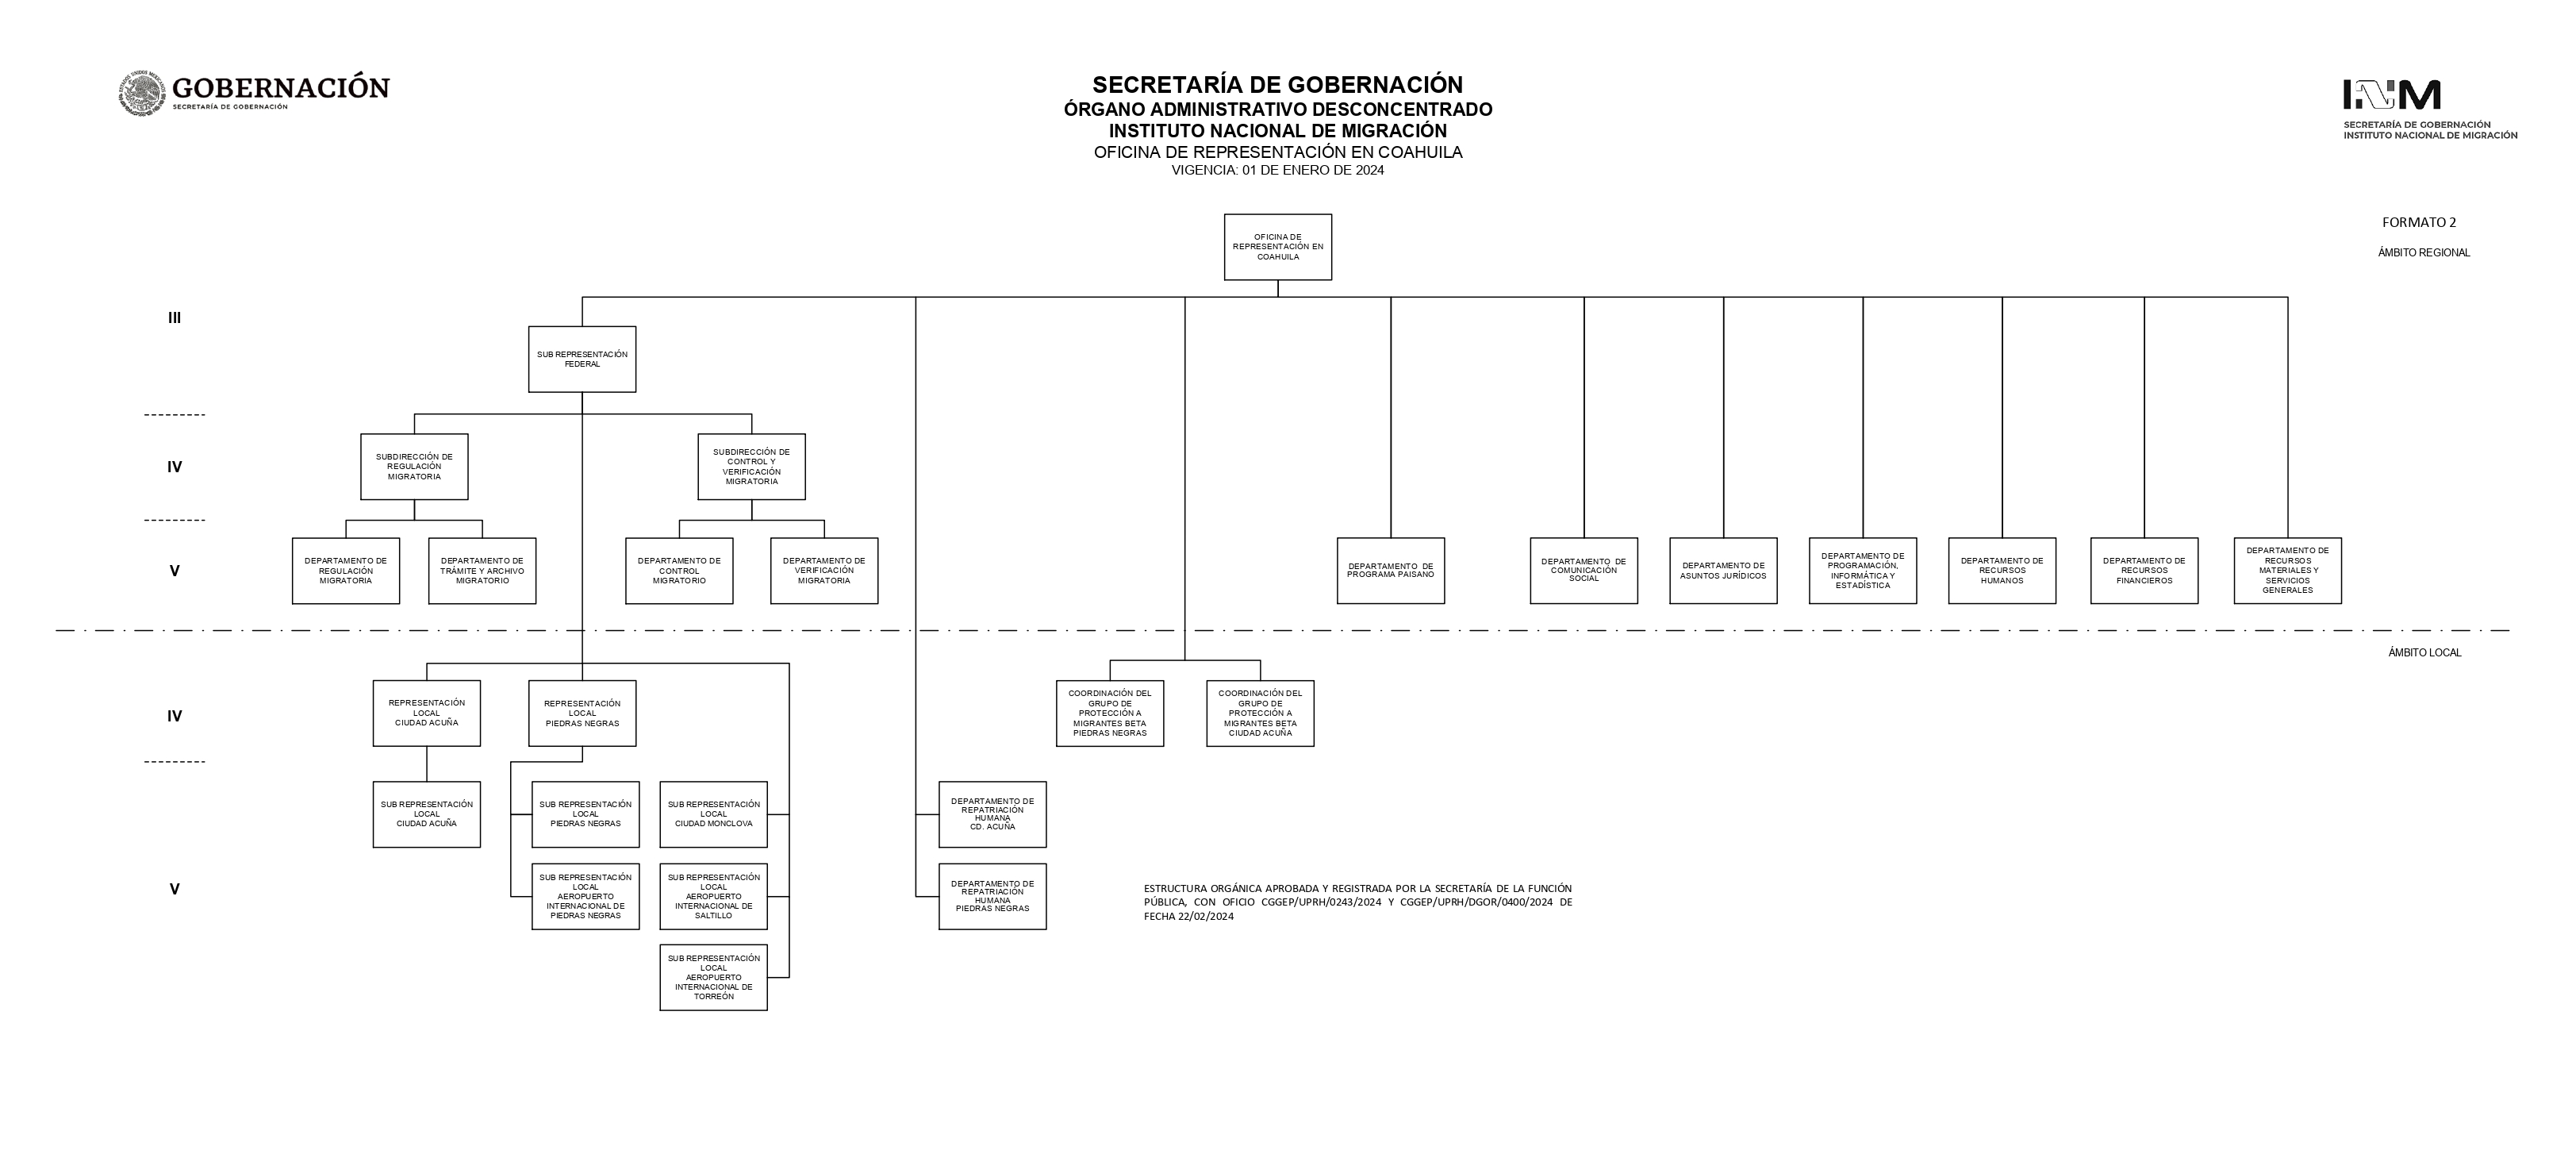 GOBERNACIÓN
SECRETARÍA DE GOBERNACIÓN
SECRETARÍA DE GOBERNACIÓN
ÓRGANO ADMINISTRATIVO DESCONCENTRADO
INSTITUTO NACIONAL DE MIGRACIÓN
OFICINA DE REPRESENTACIÓN EN COAHUILA
VIGENCIA: 01 DE ENERO DE 2024
INM
SECRETARÍA DE GOBERNACIÓN
INSTITUTO NACIONAL DE MIGRACIÓN
FORMATO 2
ÁMBITO REGIONAL
OFICINA DE
REPRESENTACIÓN EN
COAHUILA
III
SUB REPRESENTACIÓN
FEDERAL
IV
SUBDIRECCIÓN DE
REGULACIÓN
MIGRATORIA
SUBDIRECCIÓN DE
CONTROL Y
VERIFICACIÓN
MIGRATORIA
V
DEPARTAMENTO DE
REGULACIÓN
MIGRATORIA
DEPARTAMENTO DE
TRÁMITE Y ARCHIVO
MIGRATORIO
DEPARTAMENTO DE
CONTROL
MIGRATORIO
DEPARTAMENTO DE
VERIFICACIÓN
MIGRATORIA
DEPARTAMENTO DE
PROGRAMA PAISANO
DEPARTAMENTO DE
COMUNICACIÓN
SOCIAL
DEPARTAMENTO DE
ASUNTOS JURÍDICOS
DEPARTAMENTO DE
PROGRAMACIÓN,
INFORMÁTICA Y
ESTADÍSTICA
DEPARTAMENTO DE
RECURSOS
HUMANOS
DEPARTAMENTO DE
RECURSOS
FINANCIEROS
DEPARTAMENTO DE
RECURSOS
MATERIALES Y
SERVICIOS
GENERALES
ÁMBITO LOCAL
IV
REPRESENTACIÓN
LOCAL
CIUDAD ACUÑA
REPRESENTACIÓN
LOCAL
PIEDRAS NEGRAS
COORDINACIÓN DEL
GRUPO DE
PROTECCIÓN A
MIGRANTES BETA
PIEDRAS NEGRAS
COORDINACIÓN DEL
GRUPO DE
PROTECCIÓN A
MIGRANTES BETA
CIUDAD ACUÑA
V
SUB REPRESENTACIÓN
LOCAL
CIUDAD ACUÑA
SUB REPRESENTACIÓN
LOCAL
PIEDRAS NEGRAS
SUB REPRESENTACIÓN
LOCAL
CIUDAD MONCLOVA
DEPARTAMENTO DE
REPATRIACIÓN
HUMANA
CD. ACUÑA
SUB REPRESENTACIÓN
LOCAL
AEROPUERTO
INTERNACIONAL DE
PIEDRAS NEGRAS
SUB REPRESENTACIÓN
LOCAL
AEROPUERTO
INTERNACIONAL DE
SALTILLO
DEPARTAMENTO DE
REPATRIACIÓN
HUMANA
PIEDRAS NEGRAS
SUB REPRESENTACIÓN
LOCAL
AEROPUERTO
INTERNACIONAL DE
TORREÓN
ESTRUCTURA ORGÁNICA APROBADA Y REGISTRADA POR LA SECRETARÍA DE LA FUNCIÓN
PÚBLICA, CON OFICIO CGGEP/UPRH/0243/2024 Y CGGEP/UPRH/DGOR/0400/2024 DE
FECHA 22/02/2024